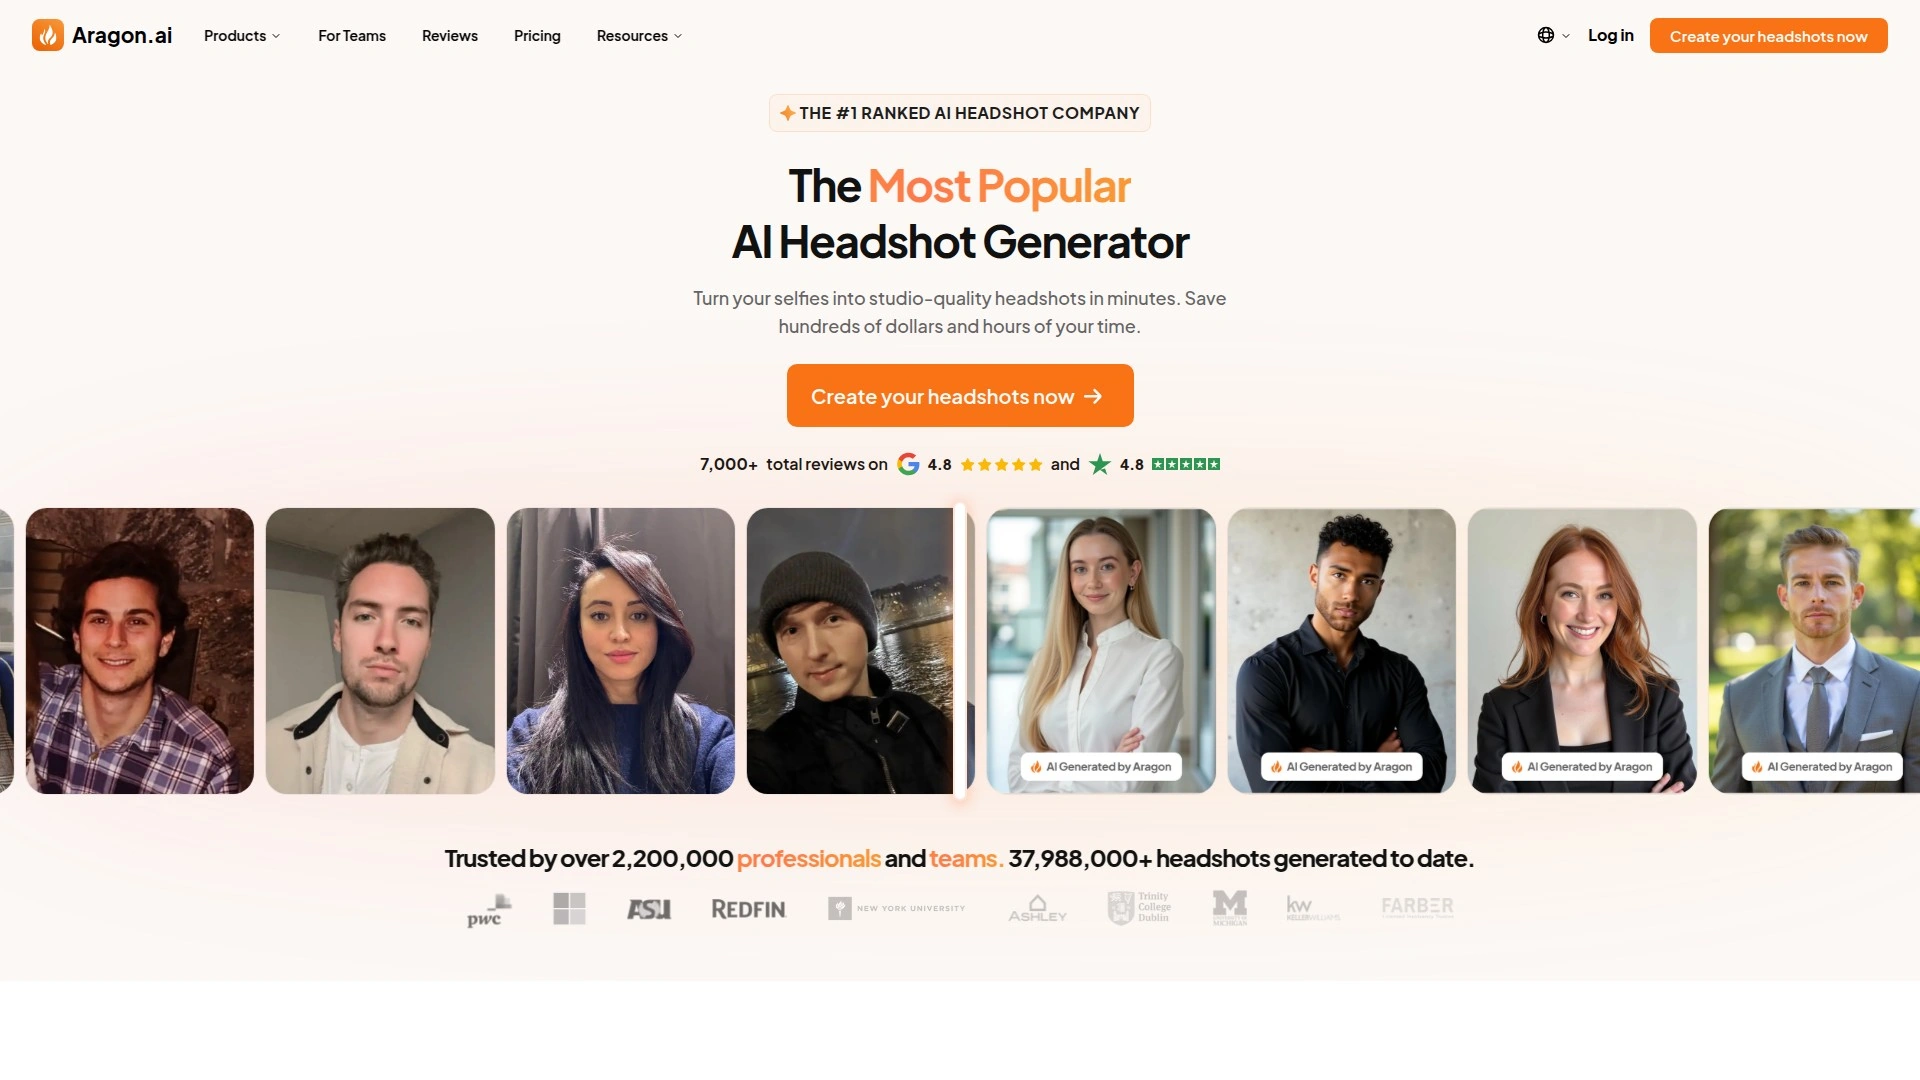 Aragon.ai
Products
For Teams
Reviews
Pricing
Resources
Log in
Create your headshots now
THE #1 RANKED AI HEADSHOT COMPANY
The Most Popular
AI Headshot Generator
Turn your selfies into studio-quality headshots in minutes. Save
hundreds of dollars and hours of your time.
Create your headshots now
7,000+ total reviews on 4.8 and 4.8
AI Generated by Aragon
AI Generated by Aragon
AI Generated by Aragon
AI Generated by Aragon
Trusted by over 2,200,000 professionals and teams. 37,988,000+ headshots generated to date.
pwc
ASU
REDFIN
NEW YORK UNIVERSITY
ASHLEY
Trinity
College
Dublin
M
UNIVERSITY OF
MICHIGAN
kw
KELLERWILLIAMS.
FARBER